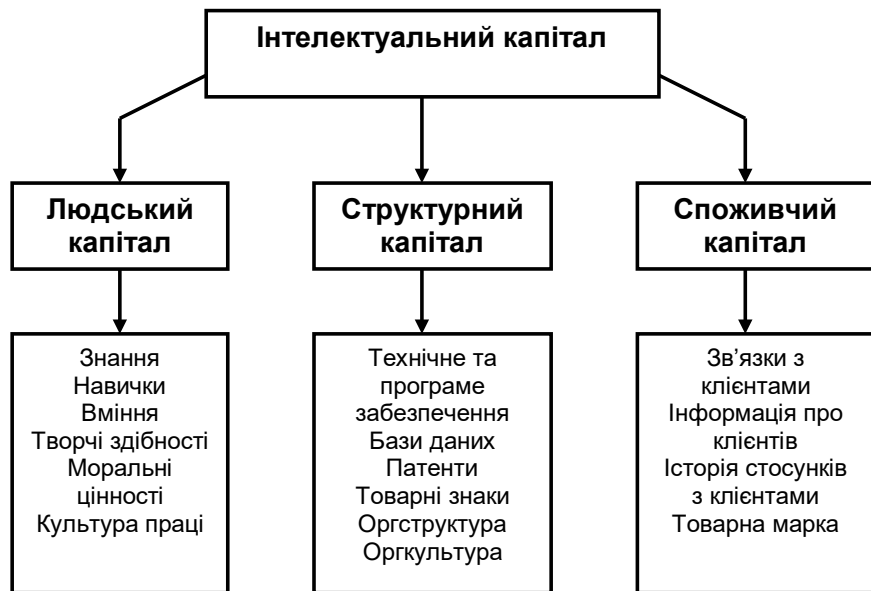 Інтелектуальний капітал
Людський
капітал
Структурний
капітал
Споживчий
капітал
Знання
Навички
Вміння
Творчі здібності
Моральні
цінності
Культура праці
Технічне та
програме
забезпечення
Бази даних
Патенти
Товарні знаки
Оргструктура
Оргкультура
Зв’язки з
клієнтами
Інформація про
клієнтів
Історія стосунків
з клієнтами
Товарна марка